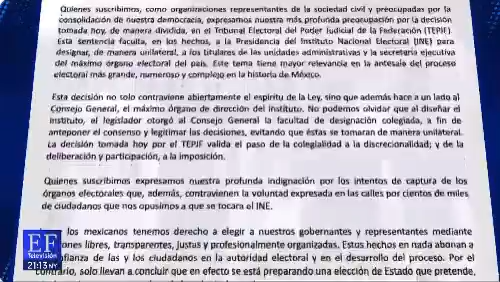 Quienes suscribimos, como organizaciones representantes de la sociedad civil y preocupadas por la
consolidación de nuestra democracia, expresamos nuestra más profunda preocupación por la decisión
tomada hoy, de manera dividida, en el Tribunal Electoral del Poder Judicial de la Federación (TEPJF).
Esta sentencia faculta, en los hechos, a la Presidencia del Instituto Nacional Electoral (INE) para
designar, de manera unilateral, a los titulares de las unidades administrativas y la secretaría ejecutiva
del máximo órgano electoral del país. Este tema tiene mayor relevancia en la antesala del proceso
electoral más grande, numeroso y complejo en la historia de México.
Esta decisión no solo contraviene abiertamente el espíritu de la Ley, sino que además hace a un lado al
Consejo General, el máximo órgano de dirección del instituto. No podemos olvidar que al diseñar el
instituto, el legislador otorgó al Consejo General la facultad de designación colegiada, a fin de
anteponer el consenso y legitimar las decisiones, evitando que éstas se tomaran de manera unilateral.
La decisión tomada hoy por el TEPJF valida el paso de la colegialidad a la discrecionalidad; y de la
deliberación y participación, a la imposición.
Quienes suscribimos expresamos nuestra profunda indignación por los intentos de captura de los
órganos electorales que, además, contravienen la voluntad expresada en las calles por cientos de miles
de ciudadanos que nos opusimos a que se tocara el INE.
los mexicanos tenemos derecho a elegir a nuestros gobernantes y representantes mediante
ones libres, transparentes, justas y profesionalmente organizadas. Estos hechos en nada abonan a
fianza de las y los ciudadanos en la autoridad electoral y en el desarrollo del proceso. Por el
rario, solo llevan a concluir que en efecto se está preparando una elección de Estado que pretende,
EF
Televisión
21:13 NY